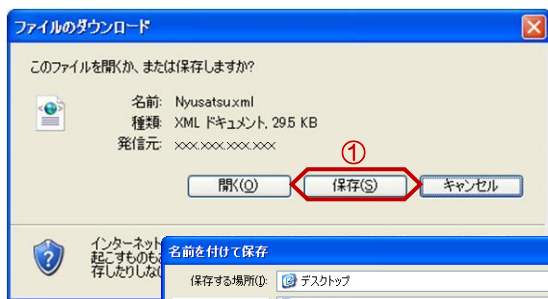 ファイルのダウンロード
このファイルを開くか、または保存しますか?
名前: Nyusatsu.xml
種類: XML ドキュメント, 29.5 KB
発信元: xxx.xxx.xxx.xxx
①
開く(O) 保存(S) キャンセル
インターネット
起こすものも
存したりしな
名前を付けて保存
保存する場所(I): デスクトップ